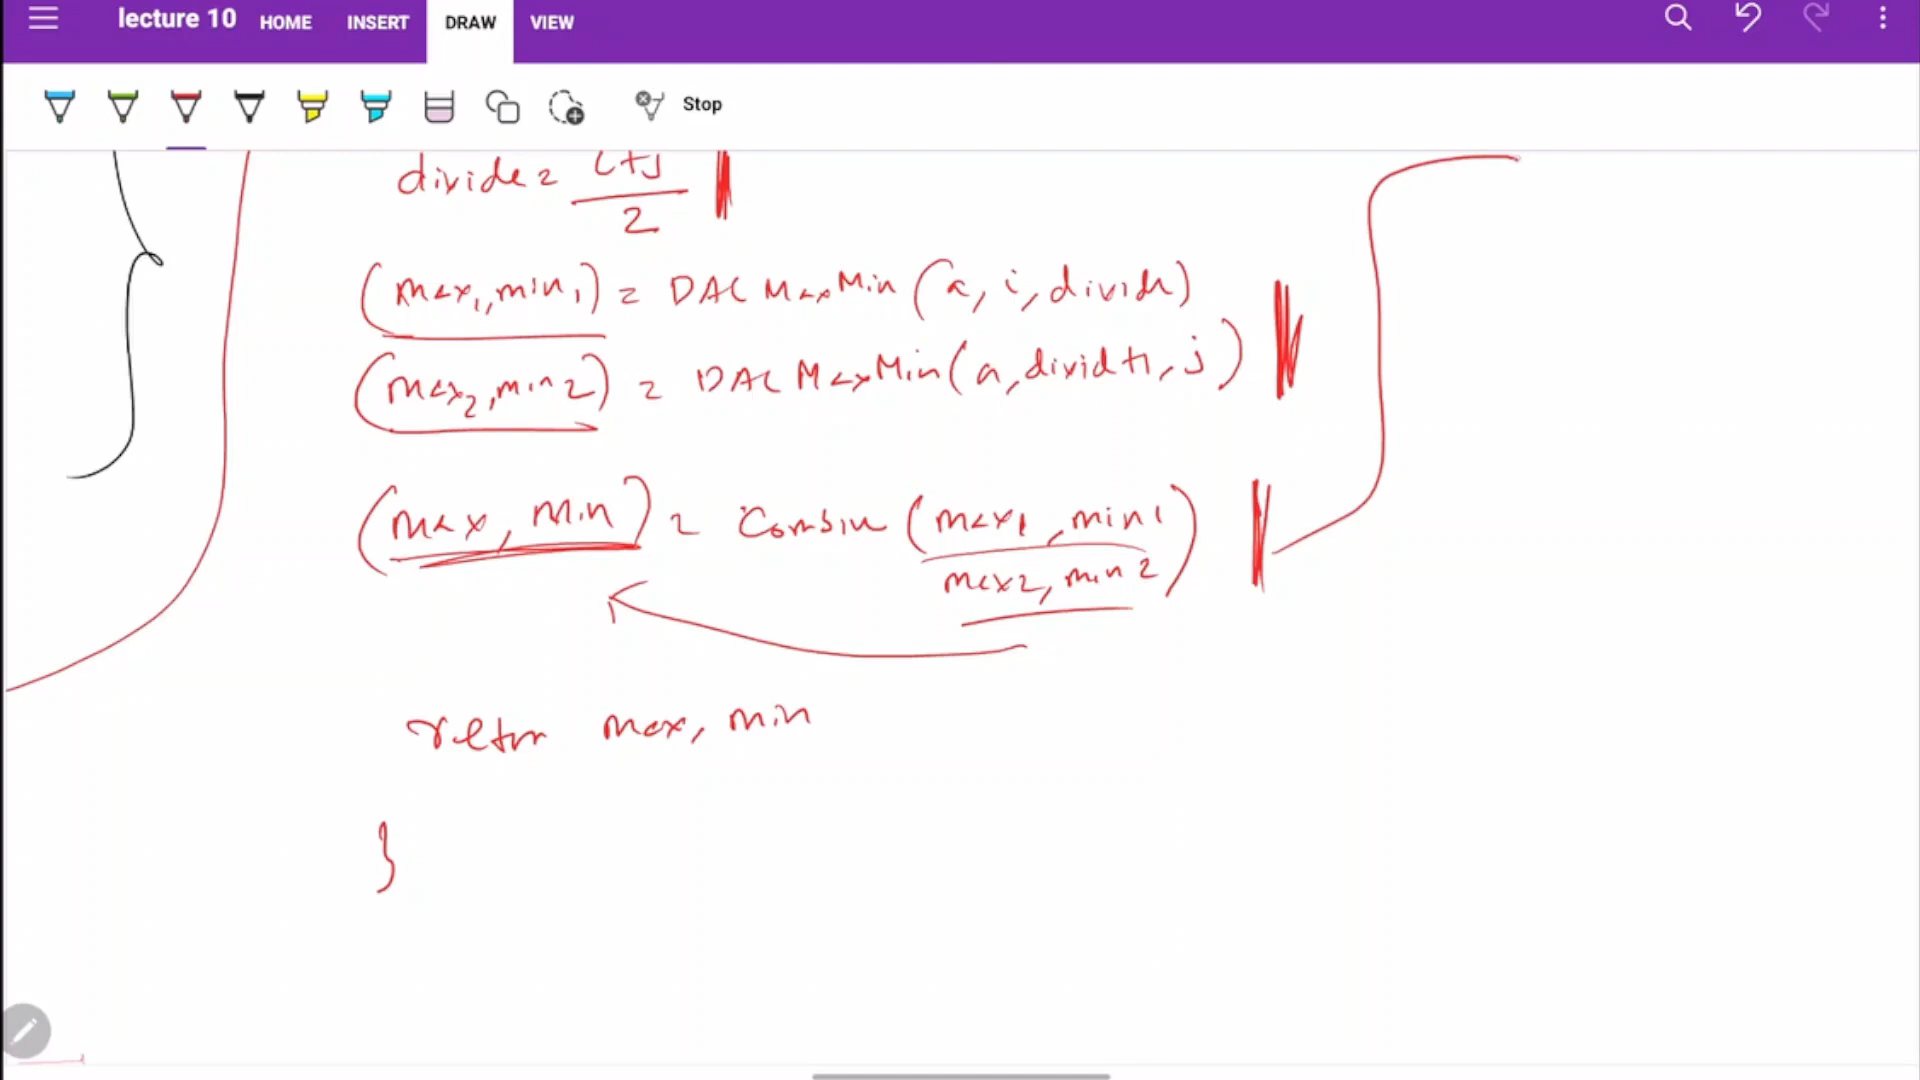 lecture 10 HOME INSERT DRAW VIEW
Stop
divide = i+j
2
(max1, min1) = DAC MaxMin (a, i, divide)
(max2, min2) = DAC MaxMin (a, divid+1, j)
(max, min) = Combine (max1, min1
max2, min2)
return max, min
}